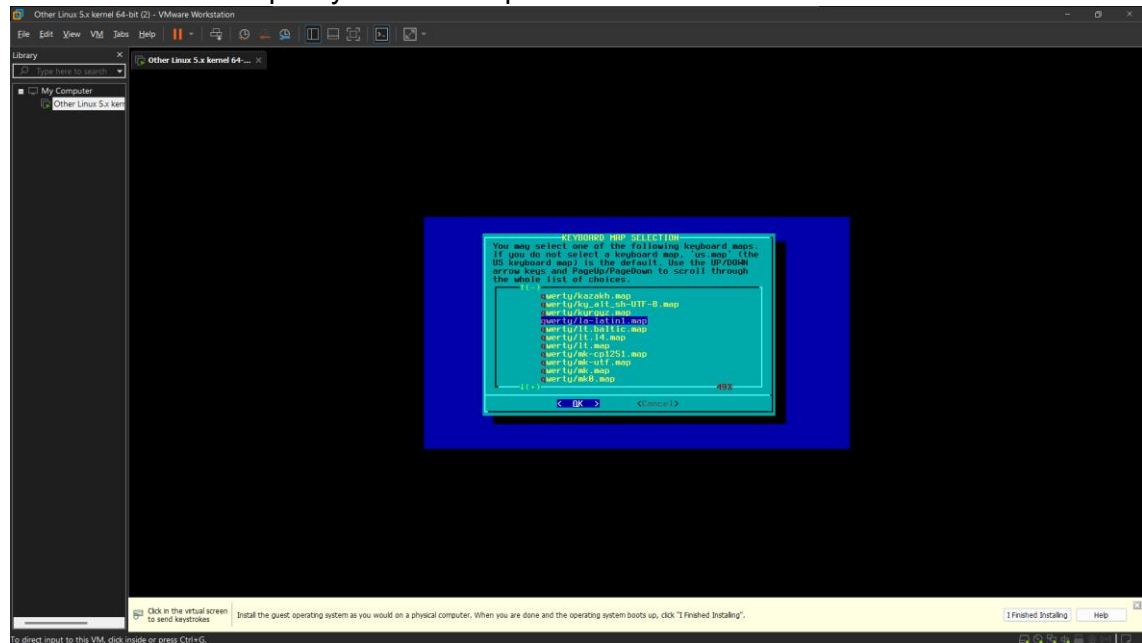 Other Linux 5.x kernel 64-bit (2) - VMware Workstation
File Edit View VM Tabs Help
Library
Other Linux 5.x kernel 64-...
Type here to search
My Computer
Other Linux 5.x kern
KEYBOARD MAP SELECTION
You may select one of the following keyboard maps.
If you do not select a keyboard map, 'us.map' (the
US keyboard map) is the default. Use the UP/DOWN
arrow keys and PageUp/PageDown to scroll through
the whole list of choices.
↑(-)
qwerty/kazakh.map
qwerty/ky_alt_sh-UTF-8.map
qwerty/kyrgyz.map
qwerty/la-latin1.map
qwerty/lt.baltic.map
qwerty/lt.l4.map
qwerty/lt.map
qwerty/mk-cp1251.map
qwerty/mk-utf.map
qwerty/mk.map
qwerty/mk0.map
↓(+) 49%
< OK > <Cancel>
Click in the virtual screen
to send keystrokes
Install the guest operating system as you would on a physical computer. When you are done and the operating system boots up, click "I Finished Installing".
I Finished Installing Help
To direct input to this VM, click inside or press Ctrl+G.